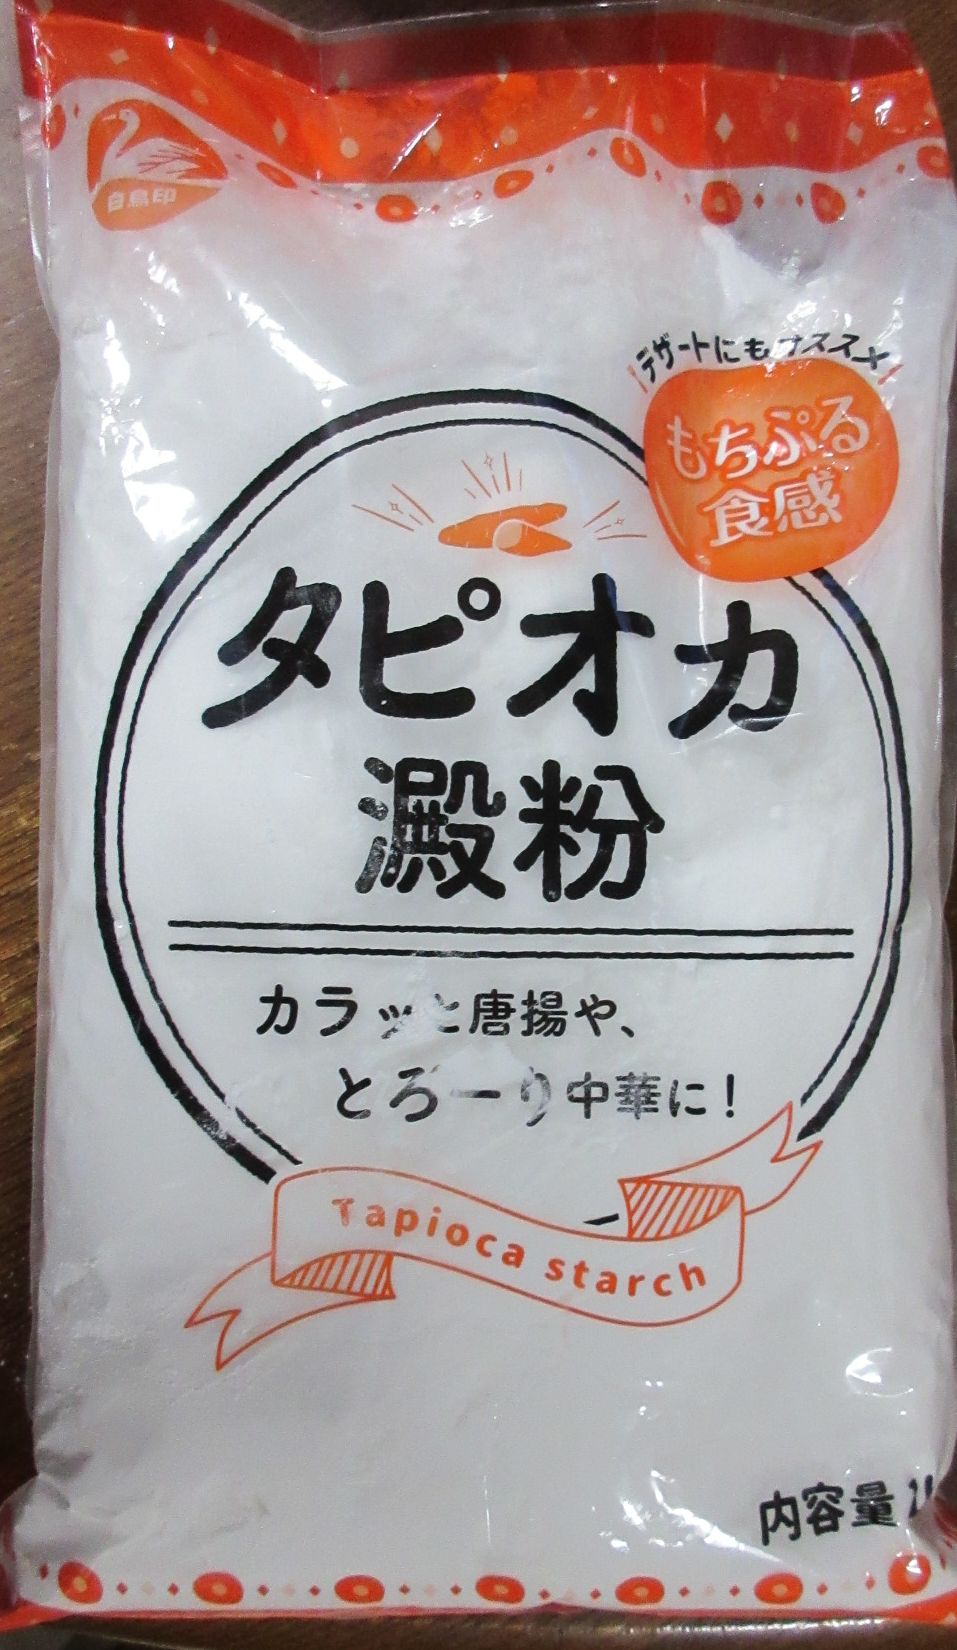 白鳥印
デザートにもオススメ
もちぷる
食感
タピオカ
澱粉
カラッと唐揚や、
とろーり中華に!
Tapioca starch
内容量